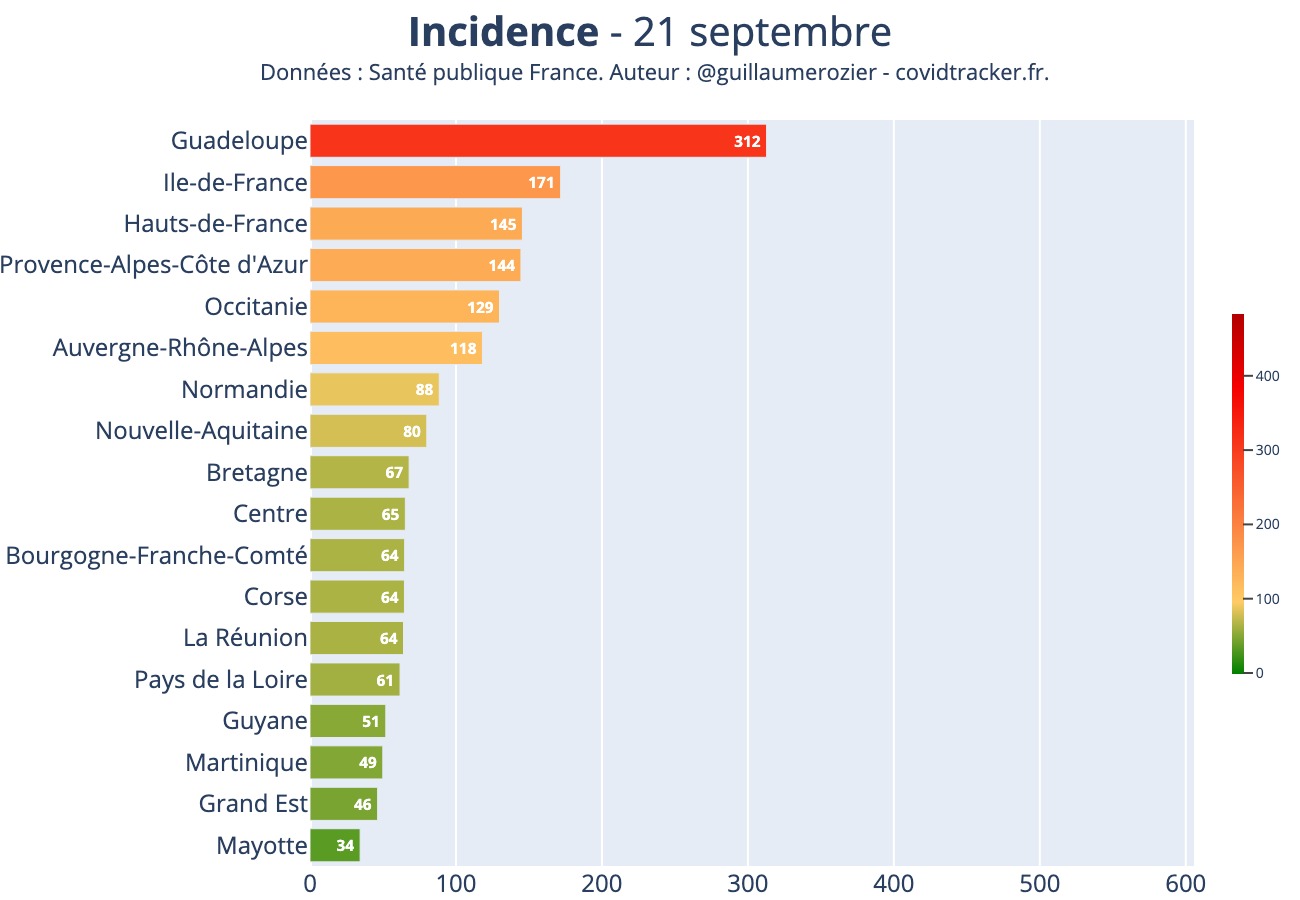 Incidence - 21 septembre
Données : Santé publique France. Auteur : @guillaumerozier - covidtracker.fr.
Guadeloupe 312
Ile-de-France 171
Hauts-de-France 145
Provence-Alpes-Côte d'Azur 144
Occitanie 129
Auvergne-Rhône-Alpes 118
Normandie 88
Nouvelle-Aquitaine 80
Bretagne 67
Centre 65
Bourgogne-Franche-Comté 64
Corse 64
La Réunion 64
Pays de la Loire 61
Guyane 51
Martinique 49
Grand Est 46
Mayotte 34
0 100 200 300 400 500 600
400
300
200
100
0